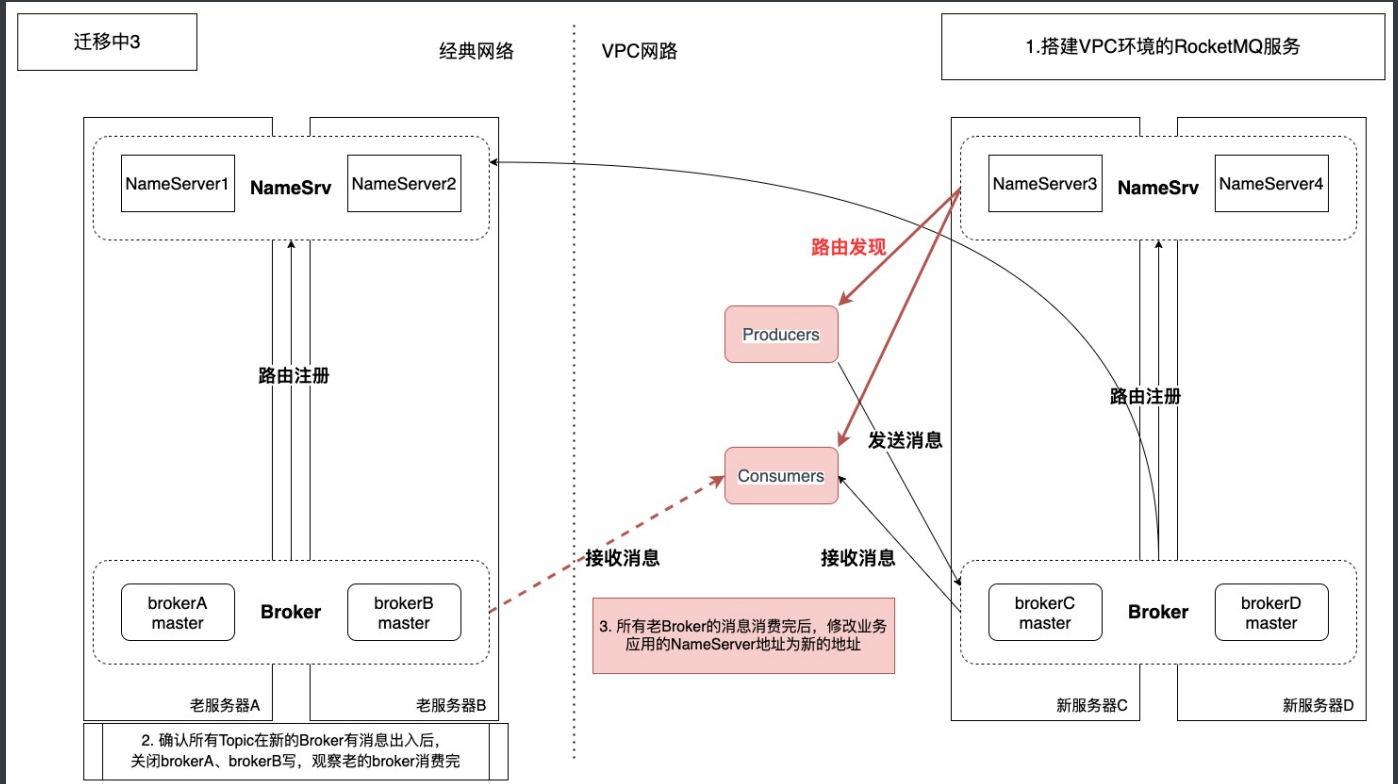 迁移中3
经典网络
VPC网路
1.搭建VPC环境的RocketMQ服务
NameServer1
NameSrv
NameServer2
NameServer3
NameSrv
NameServer4
路由发现
Producers
路由注册
路由注册
发送消息
Consumers
接收消息
接收消息
brokerA
master
Broker
brokerB
master
3. 所有老Broker的消息消费完后，修改业务
应用的NameServer地址为新的地址
brokerC
master
Broker
brokerD
master
老服务器A
老服务器B
新服务器C
新服务器D
2. 确认所有Topic在新的Broker有消息出入后，
关闭brokerA、brokerB写，观察老的broker消费完